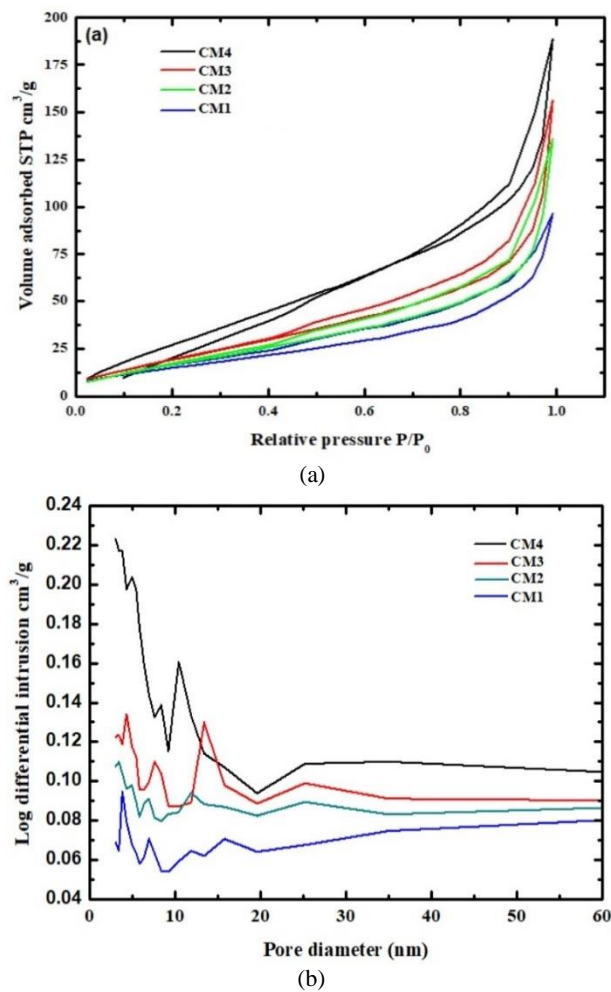 (a)
CM4
CM3
CM2
CM1
200
175
150
125
100
75
50
25
0
Volume adsorbed STP cm³/g
0.0 0.2 0.4 0.6 0.8 1.0
Relative pressure P/P₀
(a)
0.24
0.22
0.20
0.18
0.16
0.14
0.12
0.10
0.08
0.06
0.04
Log differential intrusion cm³/g
CM4
CM3
CM2
CM1
0 10 20 30 40 50 60
Pore diameter (nm)
(b)